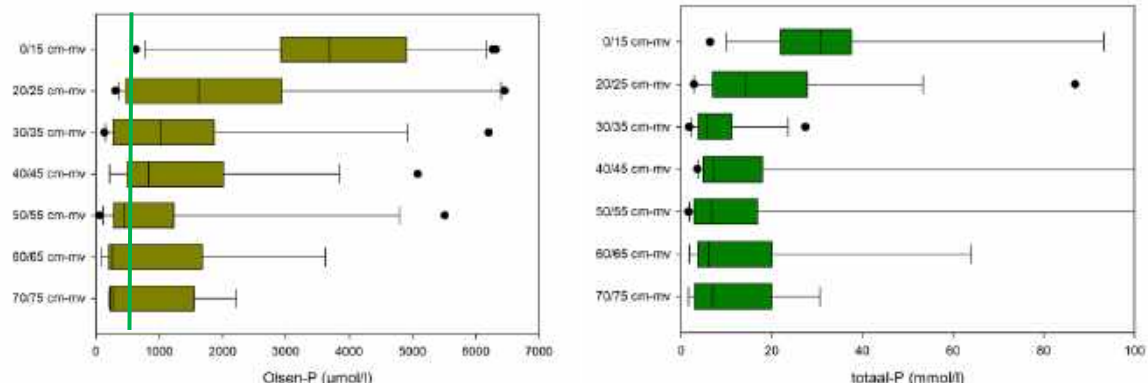 0/15 cm-mv
20/25 cm-mv
30/35 cm-mv
40/45 cm-mv
50/55 cm-mv
60/65 cm-mv
70/75 cm-mv
0 1000 2000 3000 4000 5000 6000 7000
Olsen-P (µmol/l)
0/15 cm-mv
20/25 cm-mv
30/35 cm-mv
40/45 cm-mv
50/55 cm-mv
60/65 cm-mv
70/75 cm-mv
0 20 40 60 80 100
totaal-P (mmol/l)